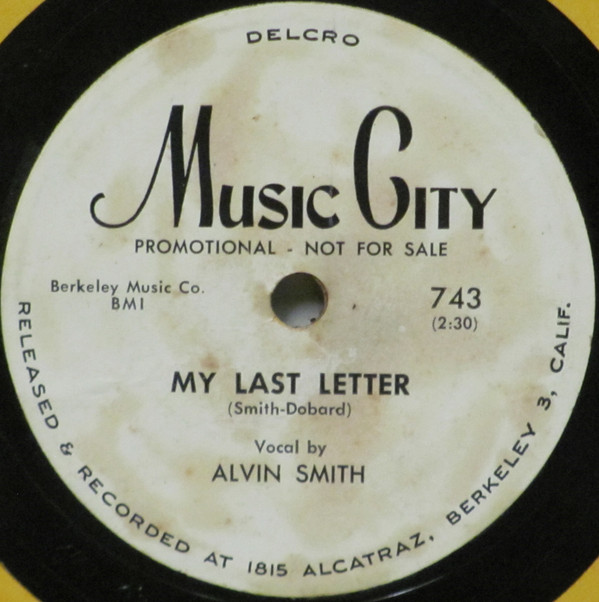 DELCRO
MUSIC CITY
PROMOTIONAL - NOT FOR SALE
Berkeley Music Co.
BMI
743
(2:30)
MY LAST LETTER
(Smith-Dobard)
Vocal by
ALVIN SMITH
RELEASED & RECORDED AT 1815 ALCATRAZ, BERKELEY 3, CALIF.